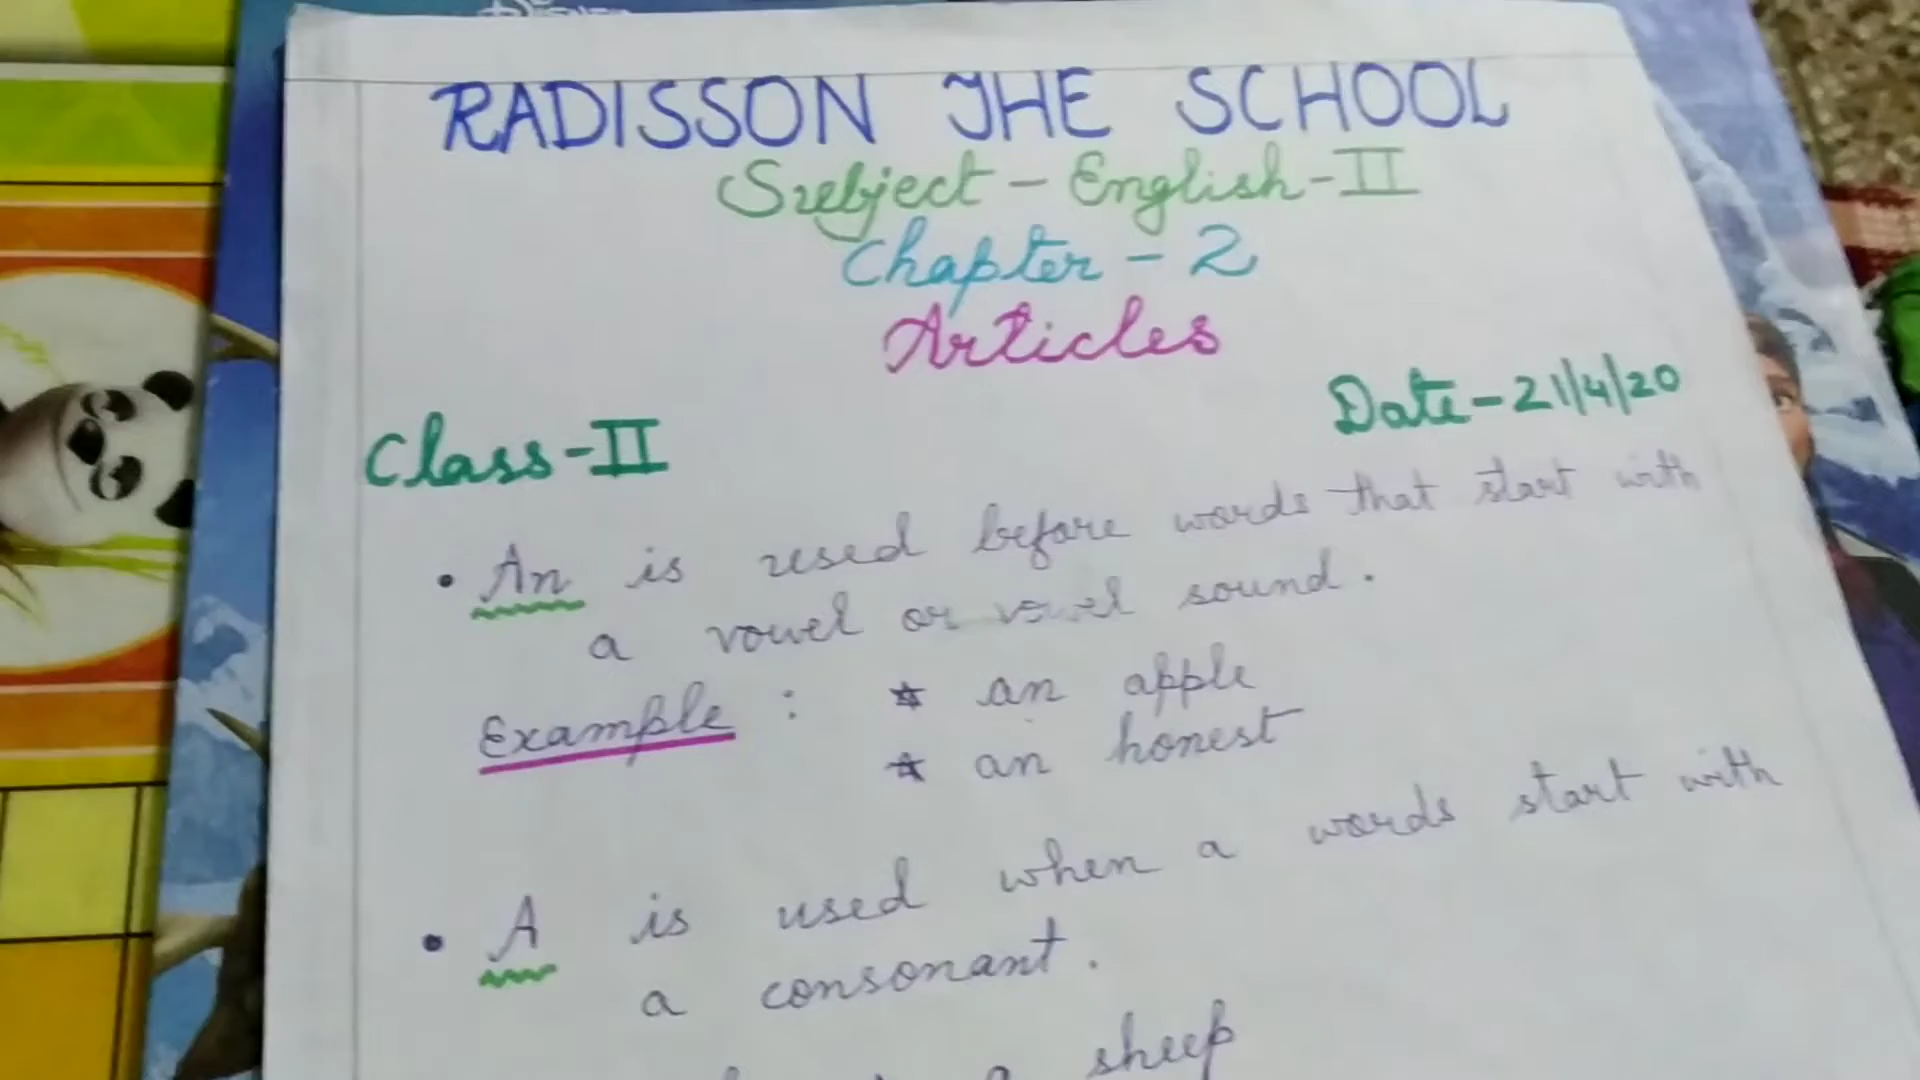 RADISSON JHE SCHOOL
Subject - English-II
Chapter - 2
Articles
Date - 21/4/20
Class-II
• An is used before words that start with
a vowel or vowel sound.
Example : * an apple
* an honest
• A is used when a words start with
a consonant.
a sheep